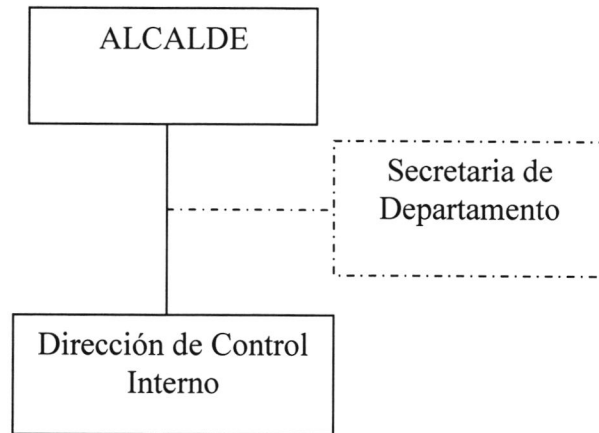 ALCALDE
Secretaria de
Departamento
Dirección de Control
Interno